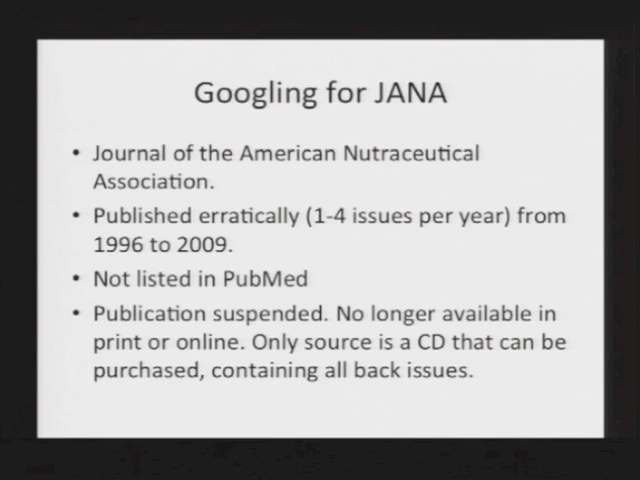 Googling for JANA
• Journal of the American Nutraceutical
Association.
• Published erratically (1-4 issues per year) from
1996 to 2009.
• Not listed in PubMed
• Publication suspended. No longer available in
print or online. Only source is a CD that can be
purchased, containing all back issues.